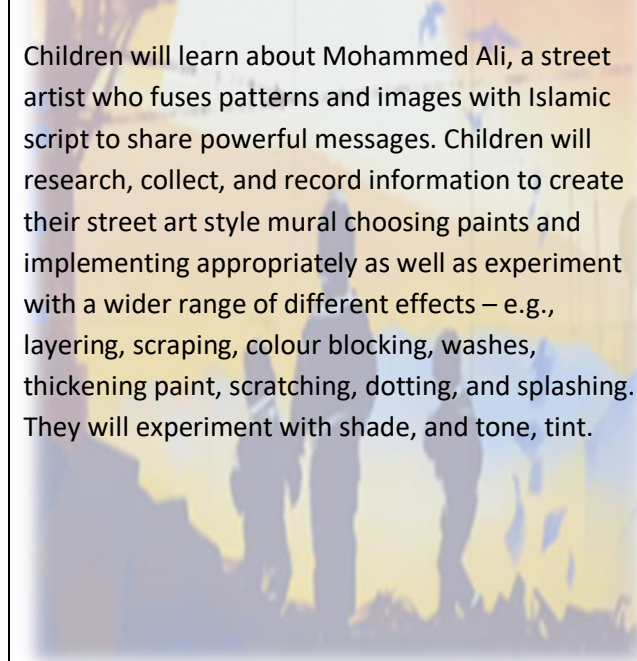 Children will learn about Mohammed Ali, a street
artist who fuses patterns and images with Islamic
script to share powerful messages. Children will
research, collect, and record information to create
their street art style mural choosing paints and
implementing appropriately as well as experiment
with a wider range of different effects – e.g.,
layering, scraping, colour blocking, washes,
thickening paint, scratching, dotting, and splashing.
They will experiment with shade, and tone, tint.